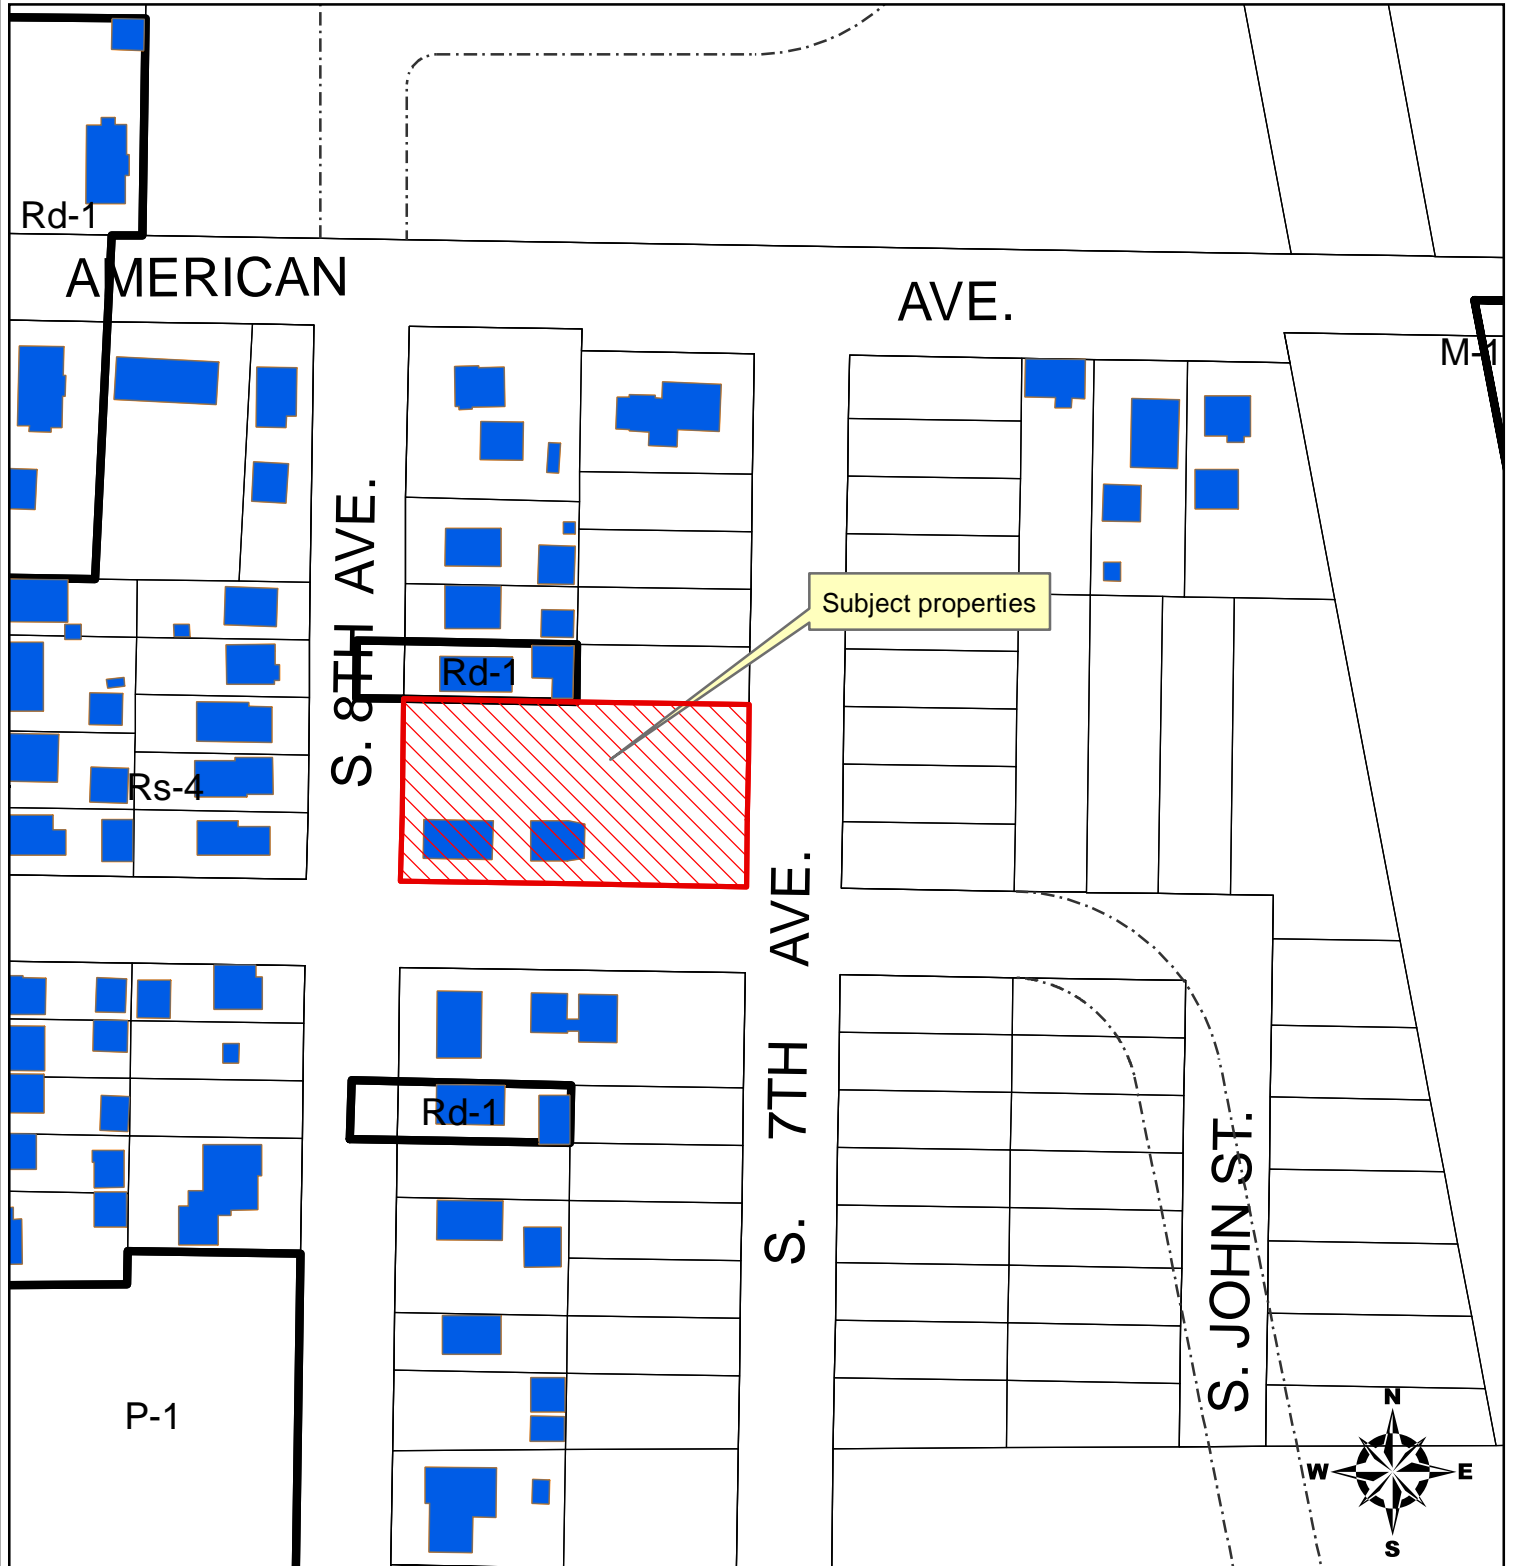 Rd-1
AMERICAN AVE.
M-1
S. 8TH AVE.
Subject properties
Rd-1
Rs-4
S. 7TH AVE.
Rd-1
S. JOHN ST.
P-1
N
W E
S